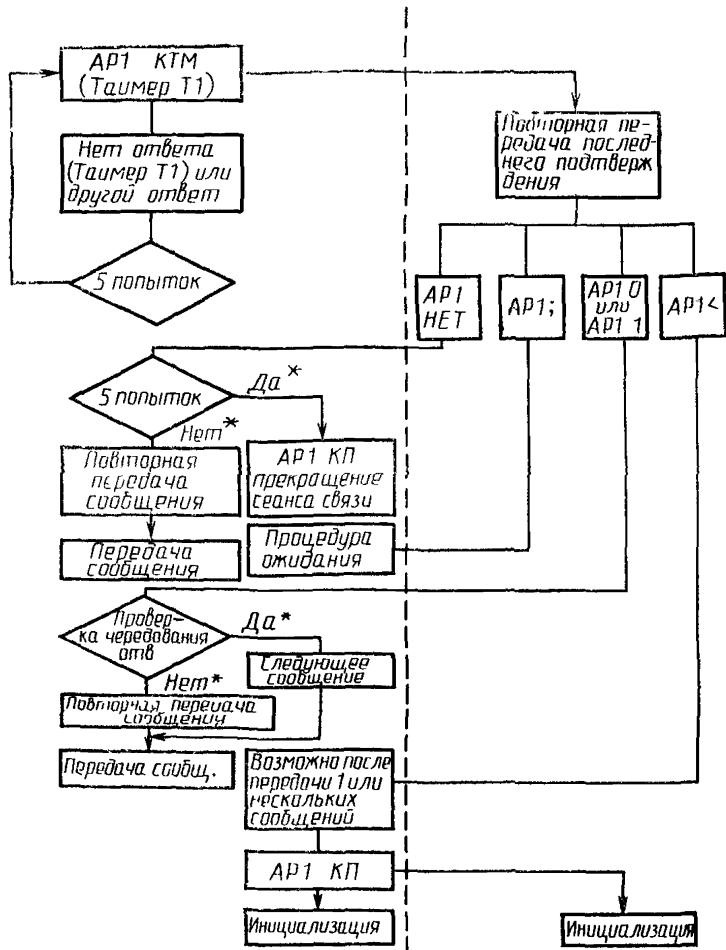 АР1 КТМ
(Таимер Т1)
Нет ответа
(Таимер Т1) или
другой ответ
5 попыток
Повторная пе-
редача послед-
него подтверж
дения
АР1
НЕТ
АР1;
АР1 0
или
АР1 1
АР1<
5 попыток
Да*
Нет*
Повторная
передача
сообщения
АР1 КП
прекращение
сеанса связи
Передача
сообщения
Процедура
ожидания
Провер-
ка чередования
отв
Да*
Следующее
сообщение
Нет*
Повторная передача
сообщения
Передача сообщ.
Возможно после
передачи 1 или
нескольких
сообщений
АР1 КП
Инициализация
Инициализация